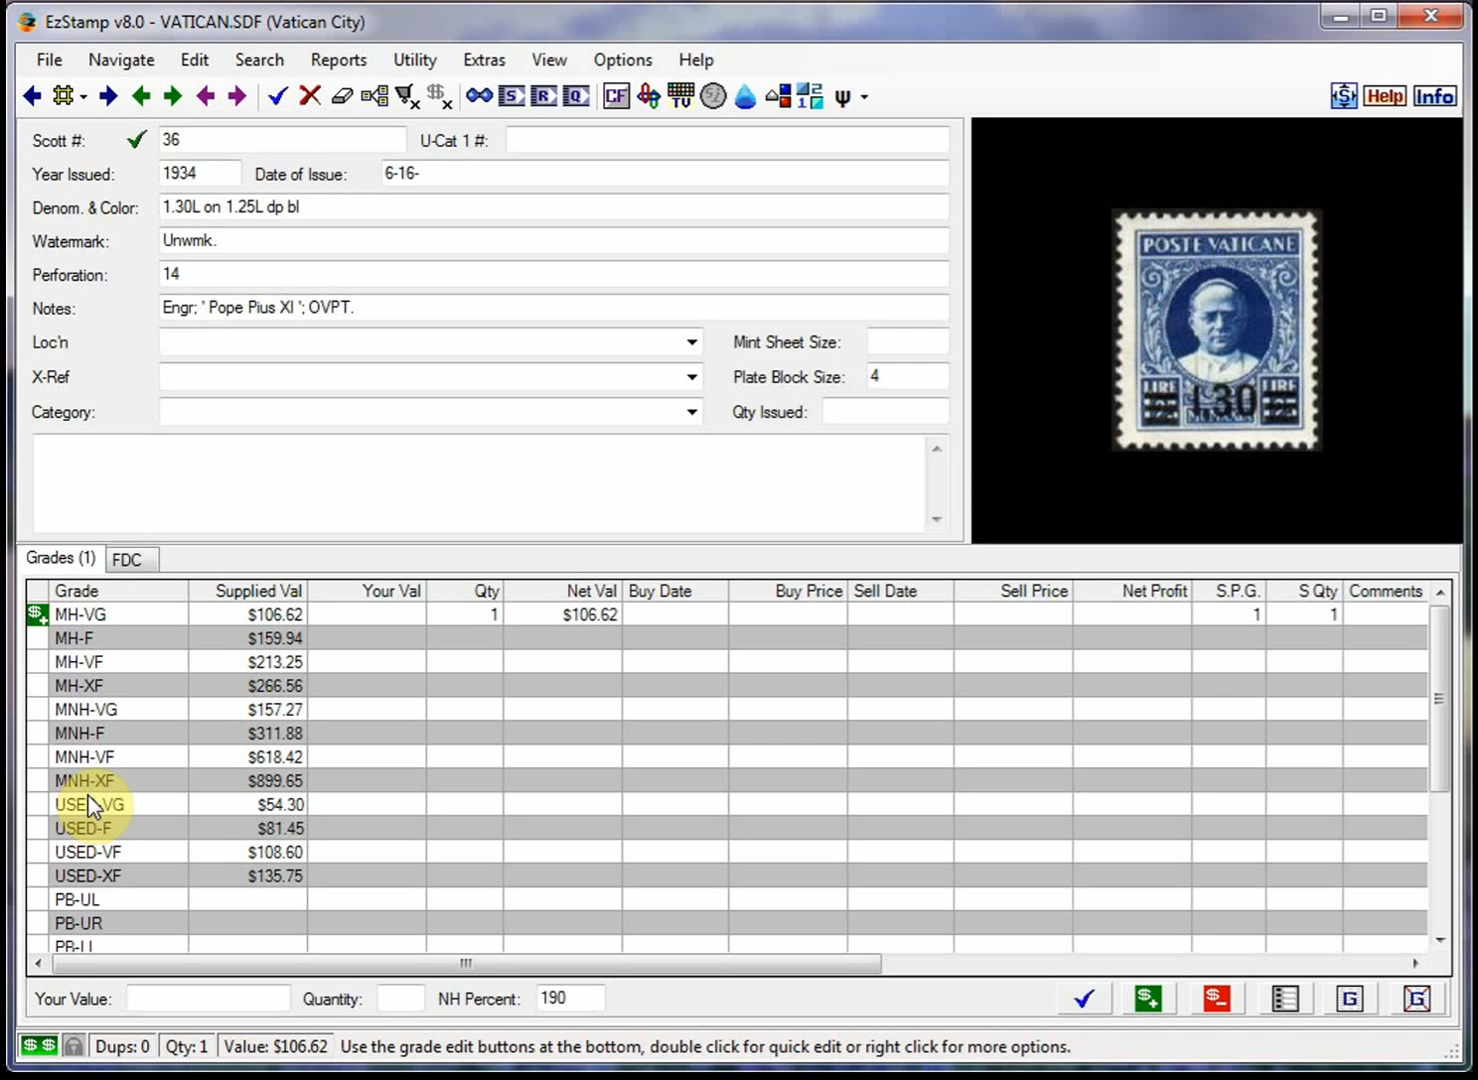 EzStamp v8.0 - VATICAN.SDF (Vatican City)
File Navigate Edit Search Reports Utility Extras View Options Help
S R Q CF TV Help Info
Scott #: 36 U-Cat 1 #:
Year Issued: 1934 Date of Issue: 6-16-
Denom. & Color: 1.30L on 1.25L dp bl
Watermark: Unwmk.
Perforation: 14
Notes: Engr; ' Pope Pius XI '; OVPT.
Loc'n Mint Sheet Size:
X-Ref Plate Block Size: 4
Category: Qty Issued:
POSTE VATICANE
LIRE LIRE
1.30
Grades (1) FDC
Grade Supplied Val Your Val Qty Net Val Buy Date Buy Price Sell Date Sell Price Net Profit S.P.G. S Qty Comments
MH-VG $106.62 1 $106.62 1 1
MH-F $159.94
MH-VF $213.25
MH-XF $266.56
MNH-VG $157.27
MNH-F $311.88
MNH-VF $618.42
MNH-XF $899.65
USED-VG $54.30
USED-F $81.45
USED-VF $108.60
USED-XF $135.75
PB-UL
PB-UR
PB-LL
Your Value: Quantity: NH Percent: 190
$+ $- G G
$ $ Dups: 0 Qty: 1 Value: $106.62 Use the grade edit buttons at the bottom, double click for quick edit or right click for more options.